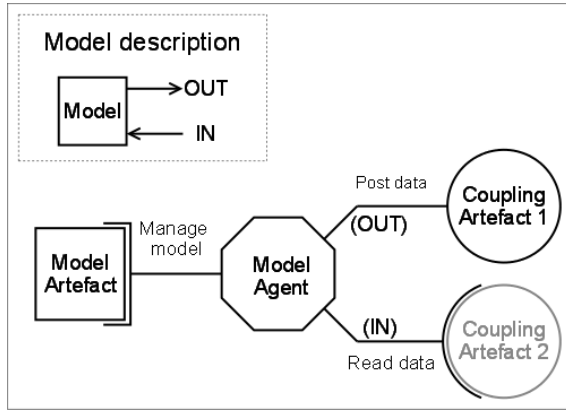 Model description
Model
OUT
IN
Post data
(OUT)
Coupling
Artefact 1
Manage
model
Model
Artefact
Model
Agent
(IN)
Read data
Coupling
Artefact 2